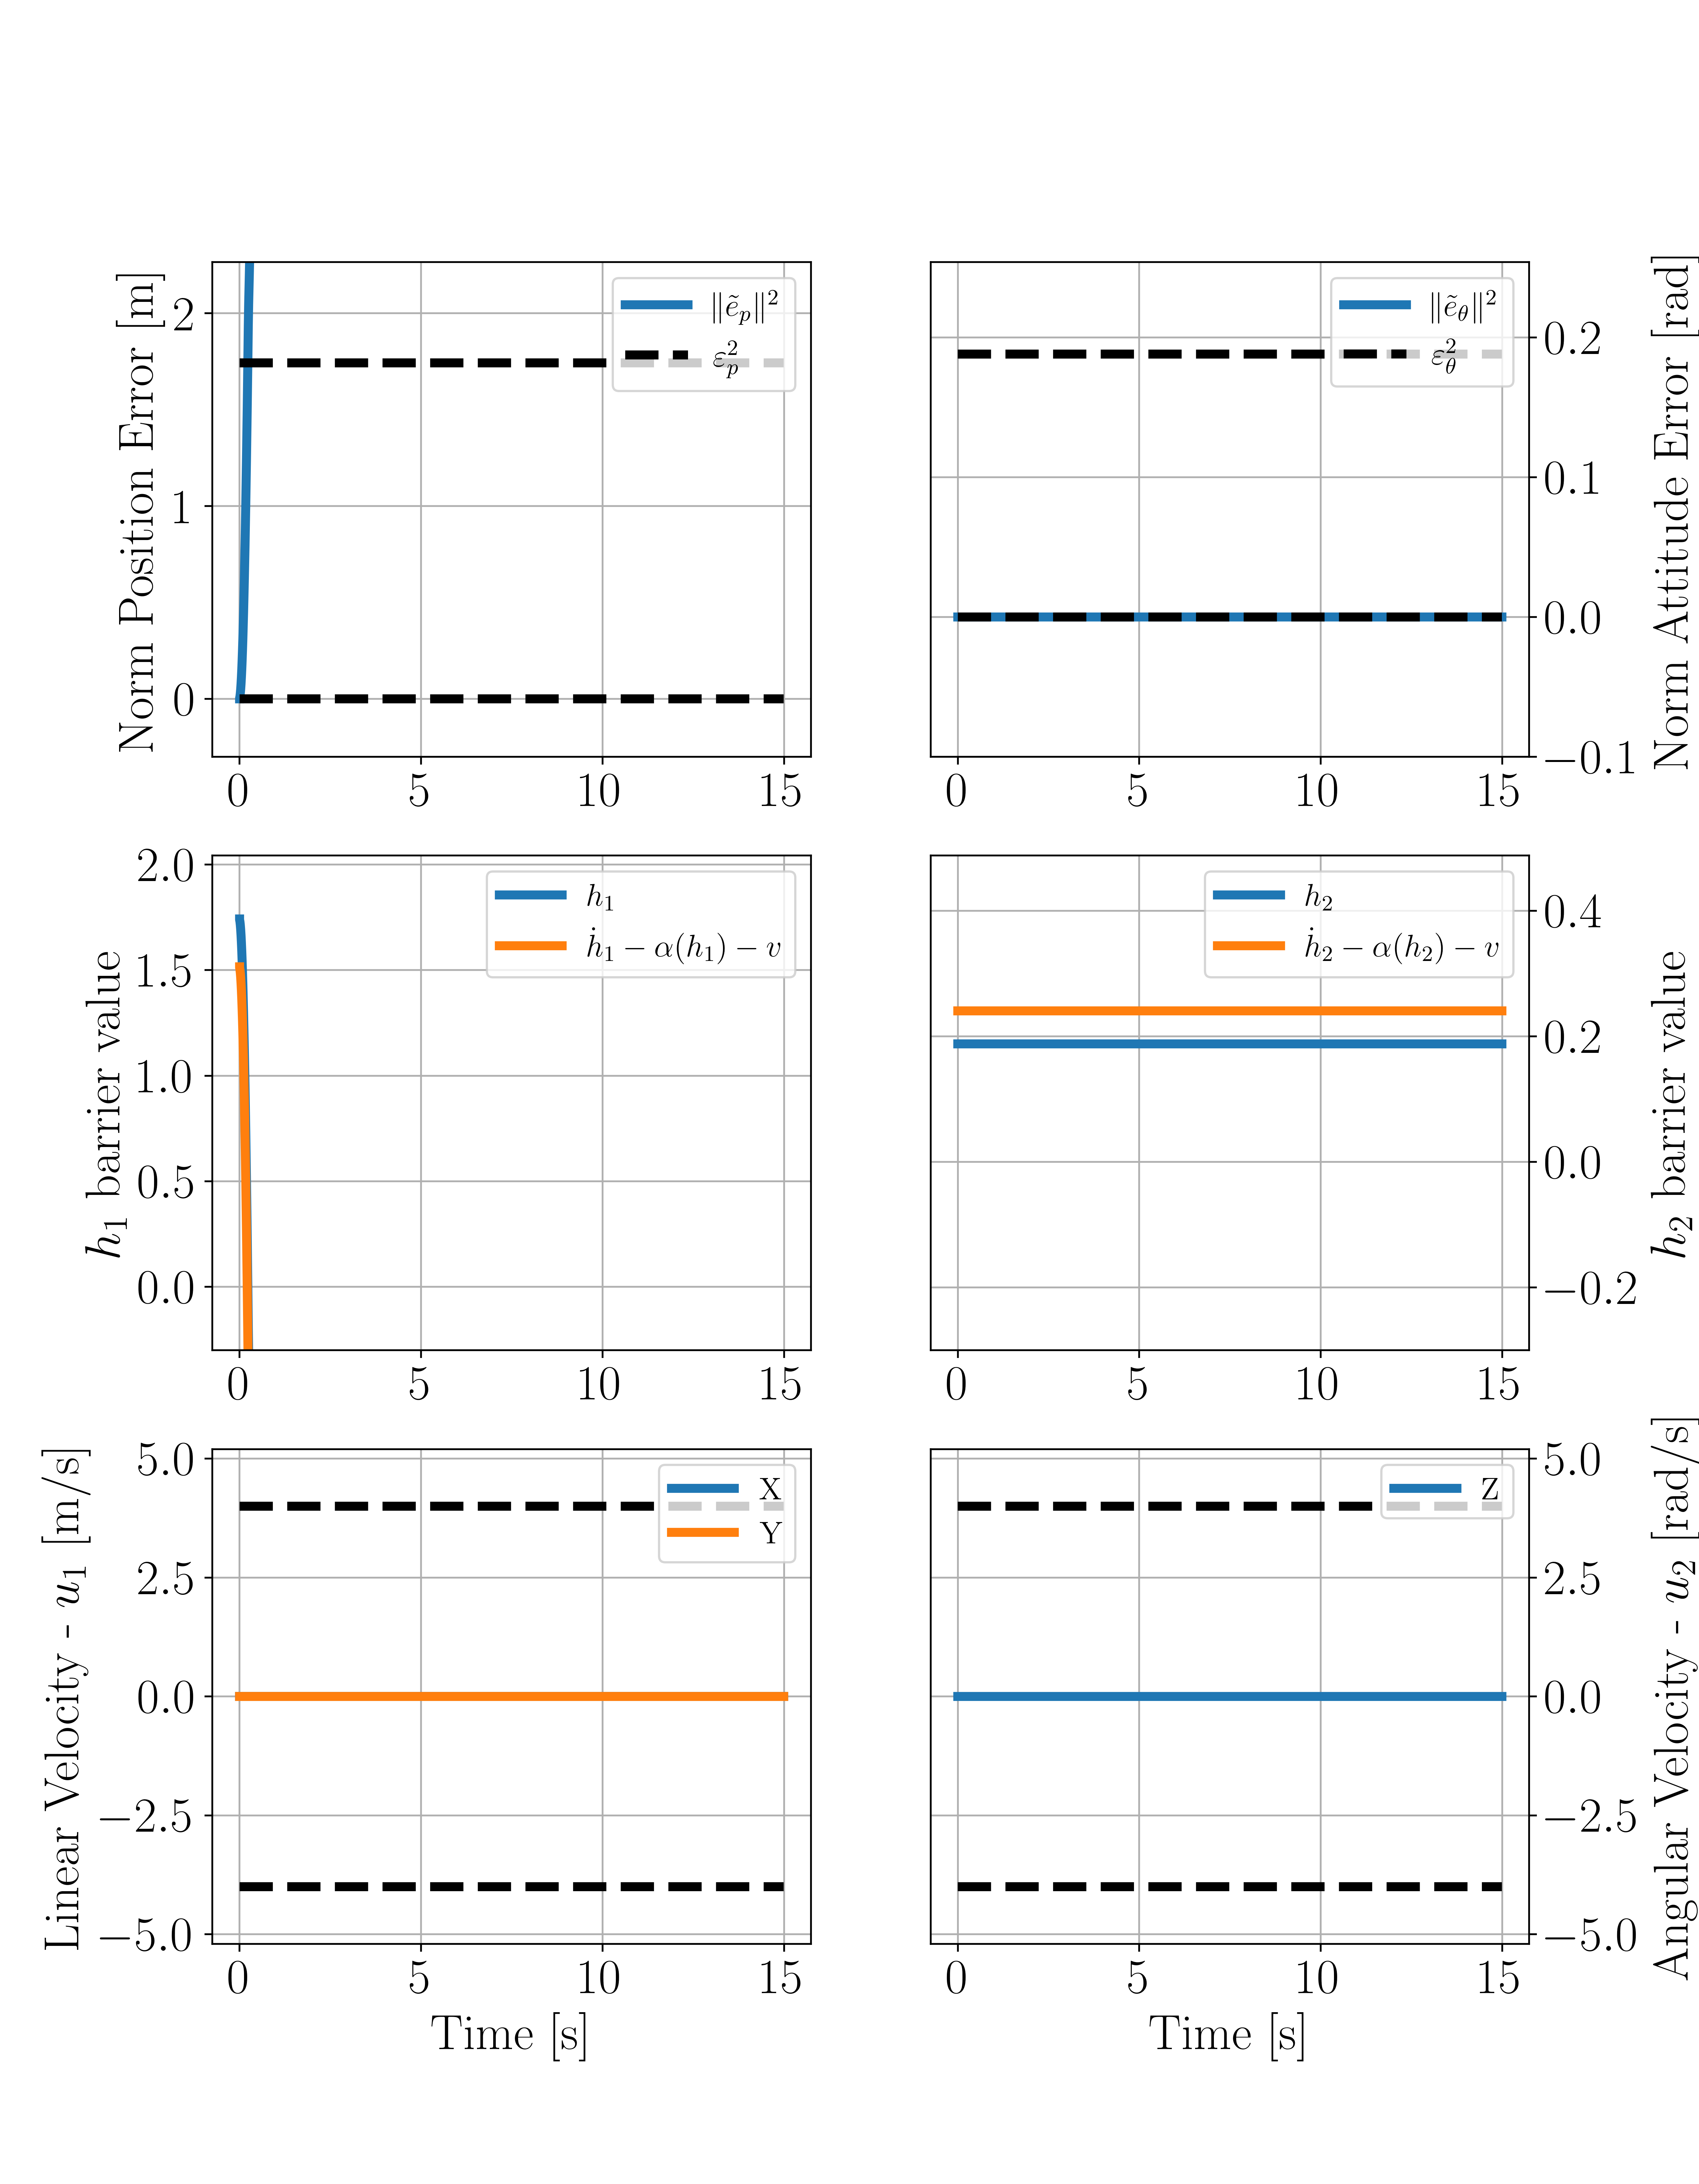 Norm Position Error [m]
2
1
0
0 5 10 15
‖ẽₚ‖²
εₚ²
Norm Attitude Error [rad]
0.2
0.1
0.0
−0.1
0 5 10 15
‖ẽ_θ‖²
ε_θ²
h₁ barrier value
2.0
1.5
1.0
0.5
0.0
0 5 10 15
h₁
ḣ₁ − α(h₁) − v
h₂ barrier value
0.4
0.2
0.0
−0.2
0 5 10 15
h₂
ḣ₂ − α(h₂) − v
Linear Velocity - u₁ [m/s]
5.0
2.5
0.0
−2.5
−5.0
0 5 10 15
Time [s]
X
Y
Angular Velocity - u₂ [rad/s]
5.0
2.5
0.0
−2.5
−5.0
0 5 10 15
Time [s]
Z